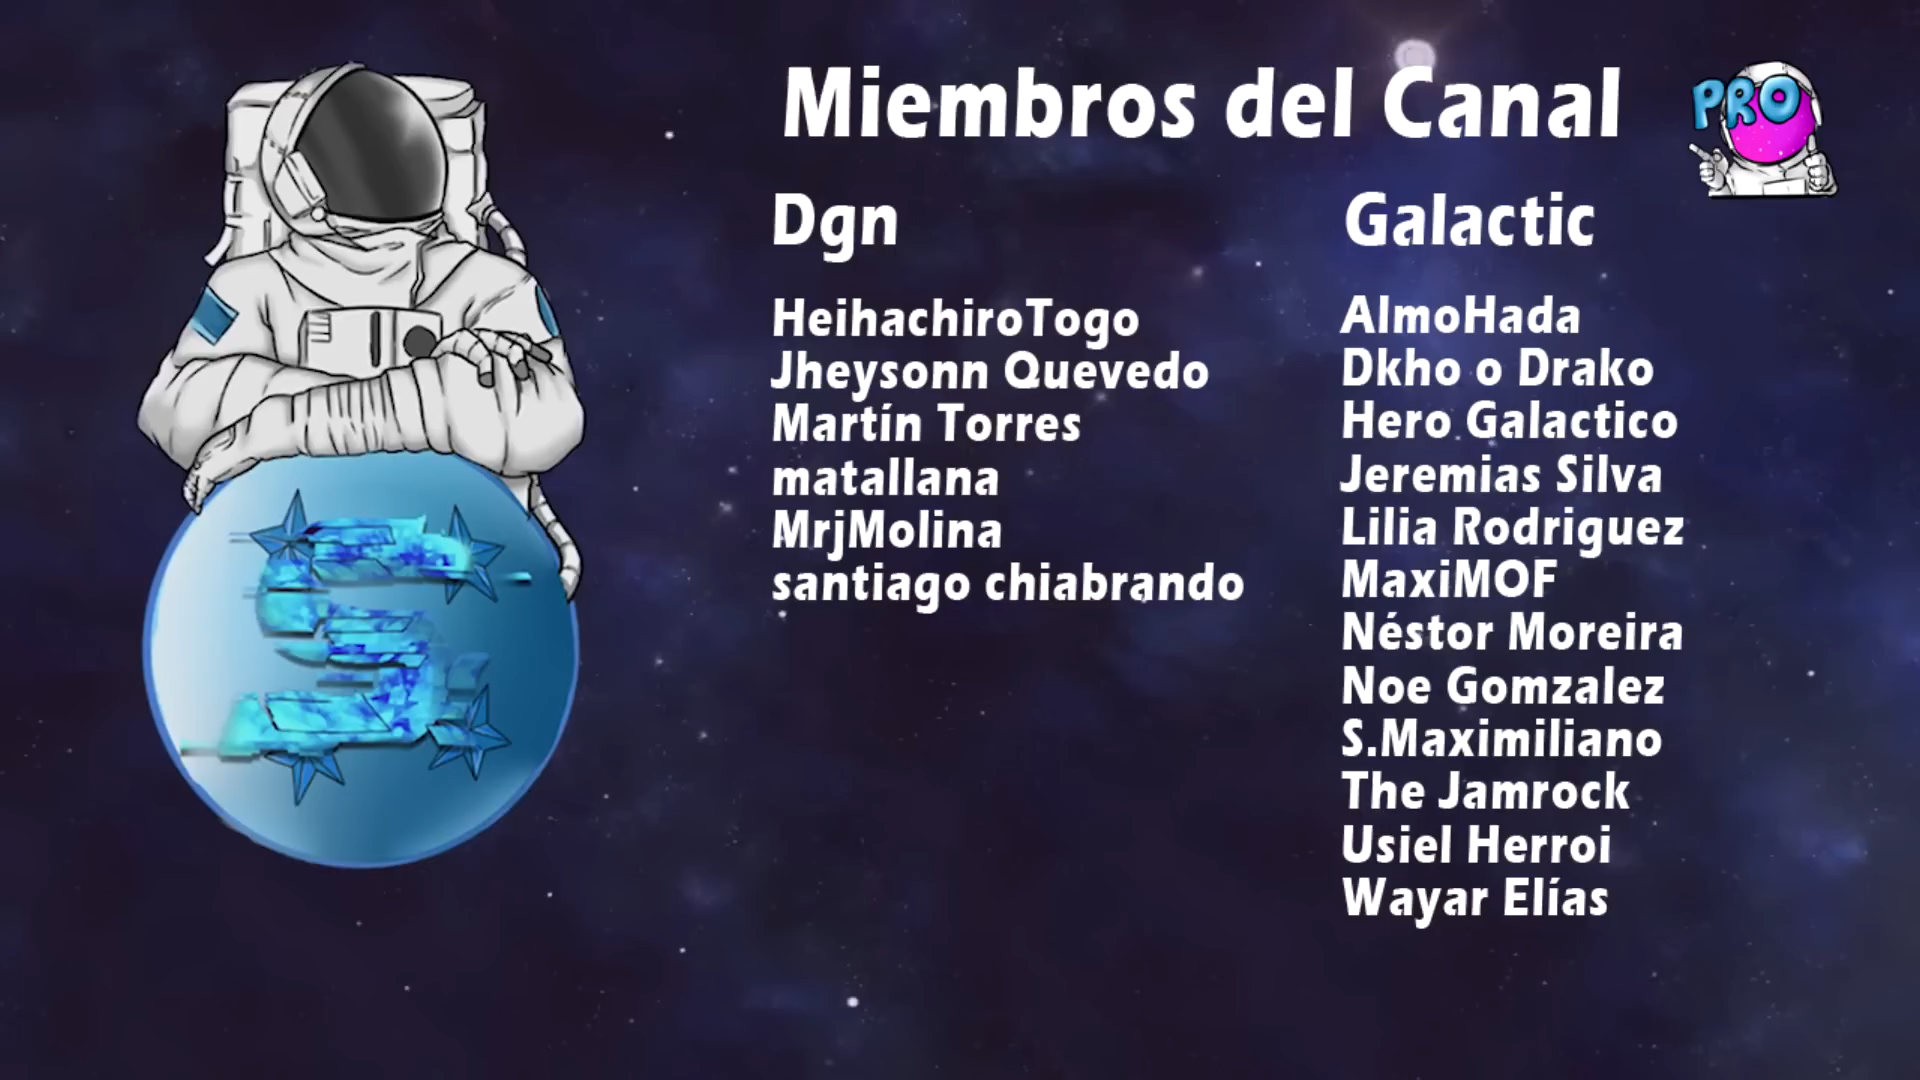 Miembros del Canal
PRO
Dgn
HeihachiroTogo
Jheysonn Quevedo
Martín Torres
matallana
MrjMolina
santiago chiabrando
Galactic
AlmoHada
Dkho o Drako
Hero Galactico
Jeremias Silva
Lilia Rodriguez
MaxiMOF
Néstor Moreira
Noe Gomzalez
S.Maximiliano
The Jamrock
Usiel Herroi
Wayar Elías
S